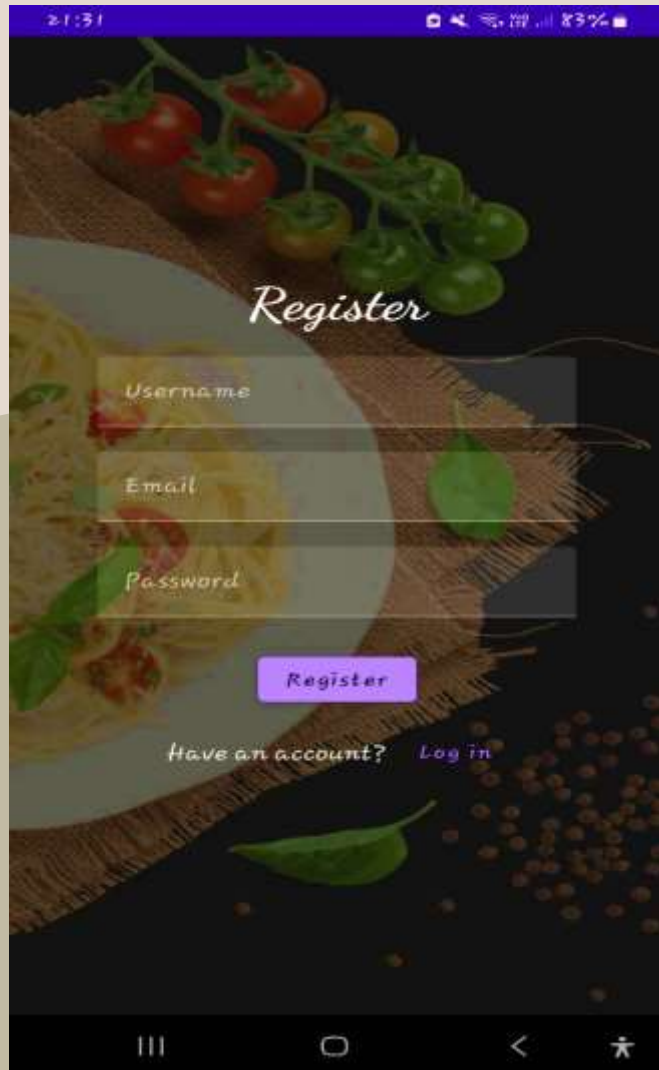 21:31 83%
Register
Username
Email
Password
Register
Have an account? Log in